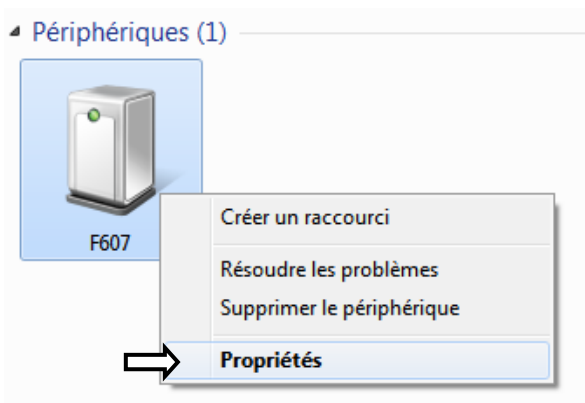 Périphériques (1)
F607
Créer un raccourci
Résoudre les problèmes
Supprimer le périphérique
Propriétés